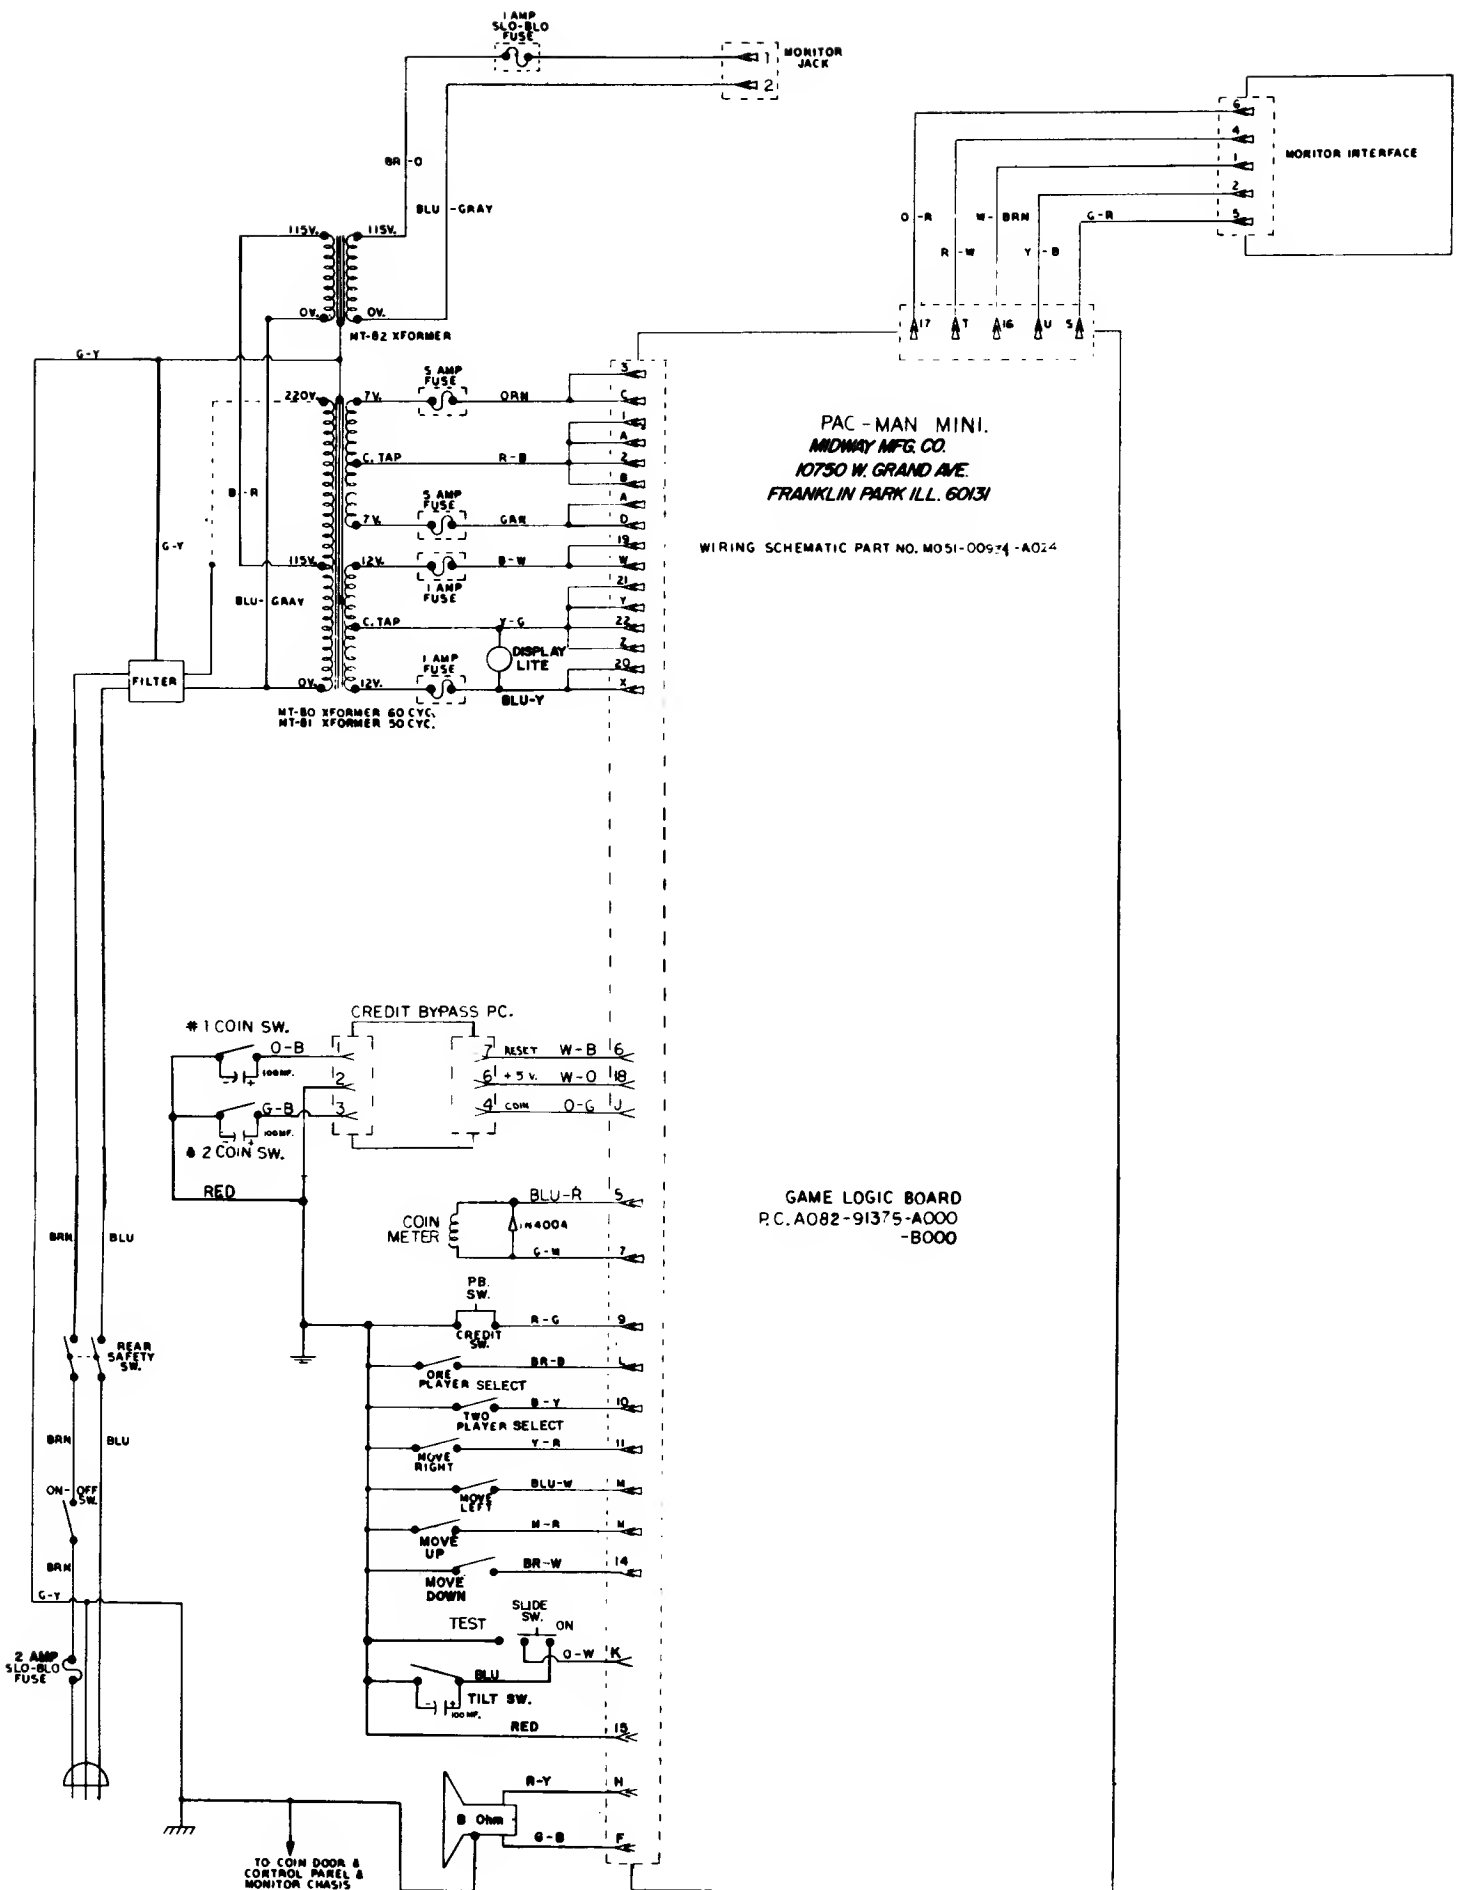 1 AMP
SLO-BLO
FUSE
1
2
MONITOR
JACK
BR-O
BLU-GRAY
115V.
115V.
0V.
0V.
MT-82 XFORMER
6
4
1
2
5
MONITOR INTERFACE
O-R
W-BRN
G-R
R-W
Y-B
17
T
16
U
S
G-Y
220V.
7V.
5 AMP
FUSE
ORN
3
C
1
A
C. TAP
R-B
2
B
B-R
5 AMP
FUSE
A
7V.
GRN
D
G-Y
19
115V.
12V.
B-W
W
1 AMP
FUSE
21
BLU-GRAY
Y
C. TAP
Y-G
22
Z
DISPLAY
LITE
1 AMP
FUSE
20
FILTER
0V.
12V.
BLU-Y
X
MT-80 XFORMER 60 CYC.
MT-81 XFORMER 50 CYC.
PAC-MAN MINI.
MIDWAY MFG. CO.
10750 W. GRAND AVE.
FRANKLIN PARK ILL. 60131
WIRING SCHEMATIC PART NO. M051-00934-A024
CREDIT BYPASS PC.
#1 COIN SW.
O-B
1
100MF.
- +
2
G-B
3
100MF.
- +
2 COIN SW.
7
RESET
W-B
6
6
+5 V.
W-O
18
4
COIN
O-G
J
RED
COIN
METER
BLU-R
5
1N4004
G-W
7
GAME LOGIC BOARD
P.C. A082-91375-A000
-B000
BRN
BLU
REAR
SAFETY
SW.
PB.
SW.
CREDIT
SW.
R-G
9
ONE
PLAYER SELECT
BR-B
L
TWO
PLAYER SELECT
B-Y
10
MOVE
RIGHT
Y-R
11
BRN
BLU
MOVE
LEFT
BLU-W
M
ON-OFF
SW.
MOVE
UP
W-R
N
BRN
MOVE
DOWN
BR-W
14
G-Y
TEST
SLIDE
SW.
ON
O-W
K
2 AMP
SLO-BLO
FUSE
BLU
TILT SW.
- +
100 MF.
RED
15
8 Ohm
R-Y
H
G-B
F
TO COIN DOOR &
CONTROL PANEL &
MONITOR CHASIS